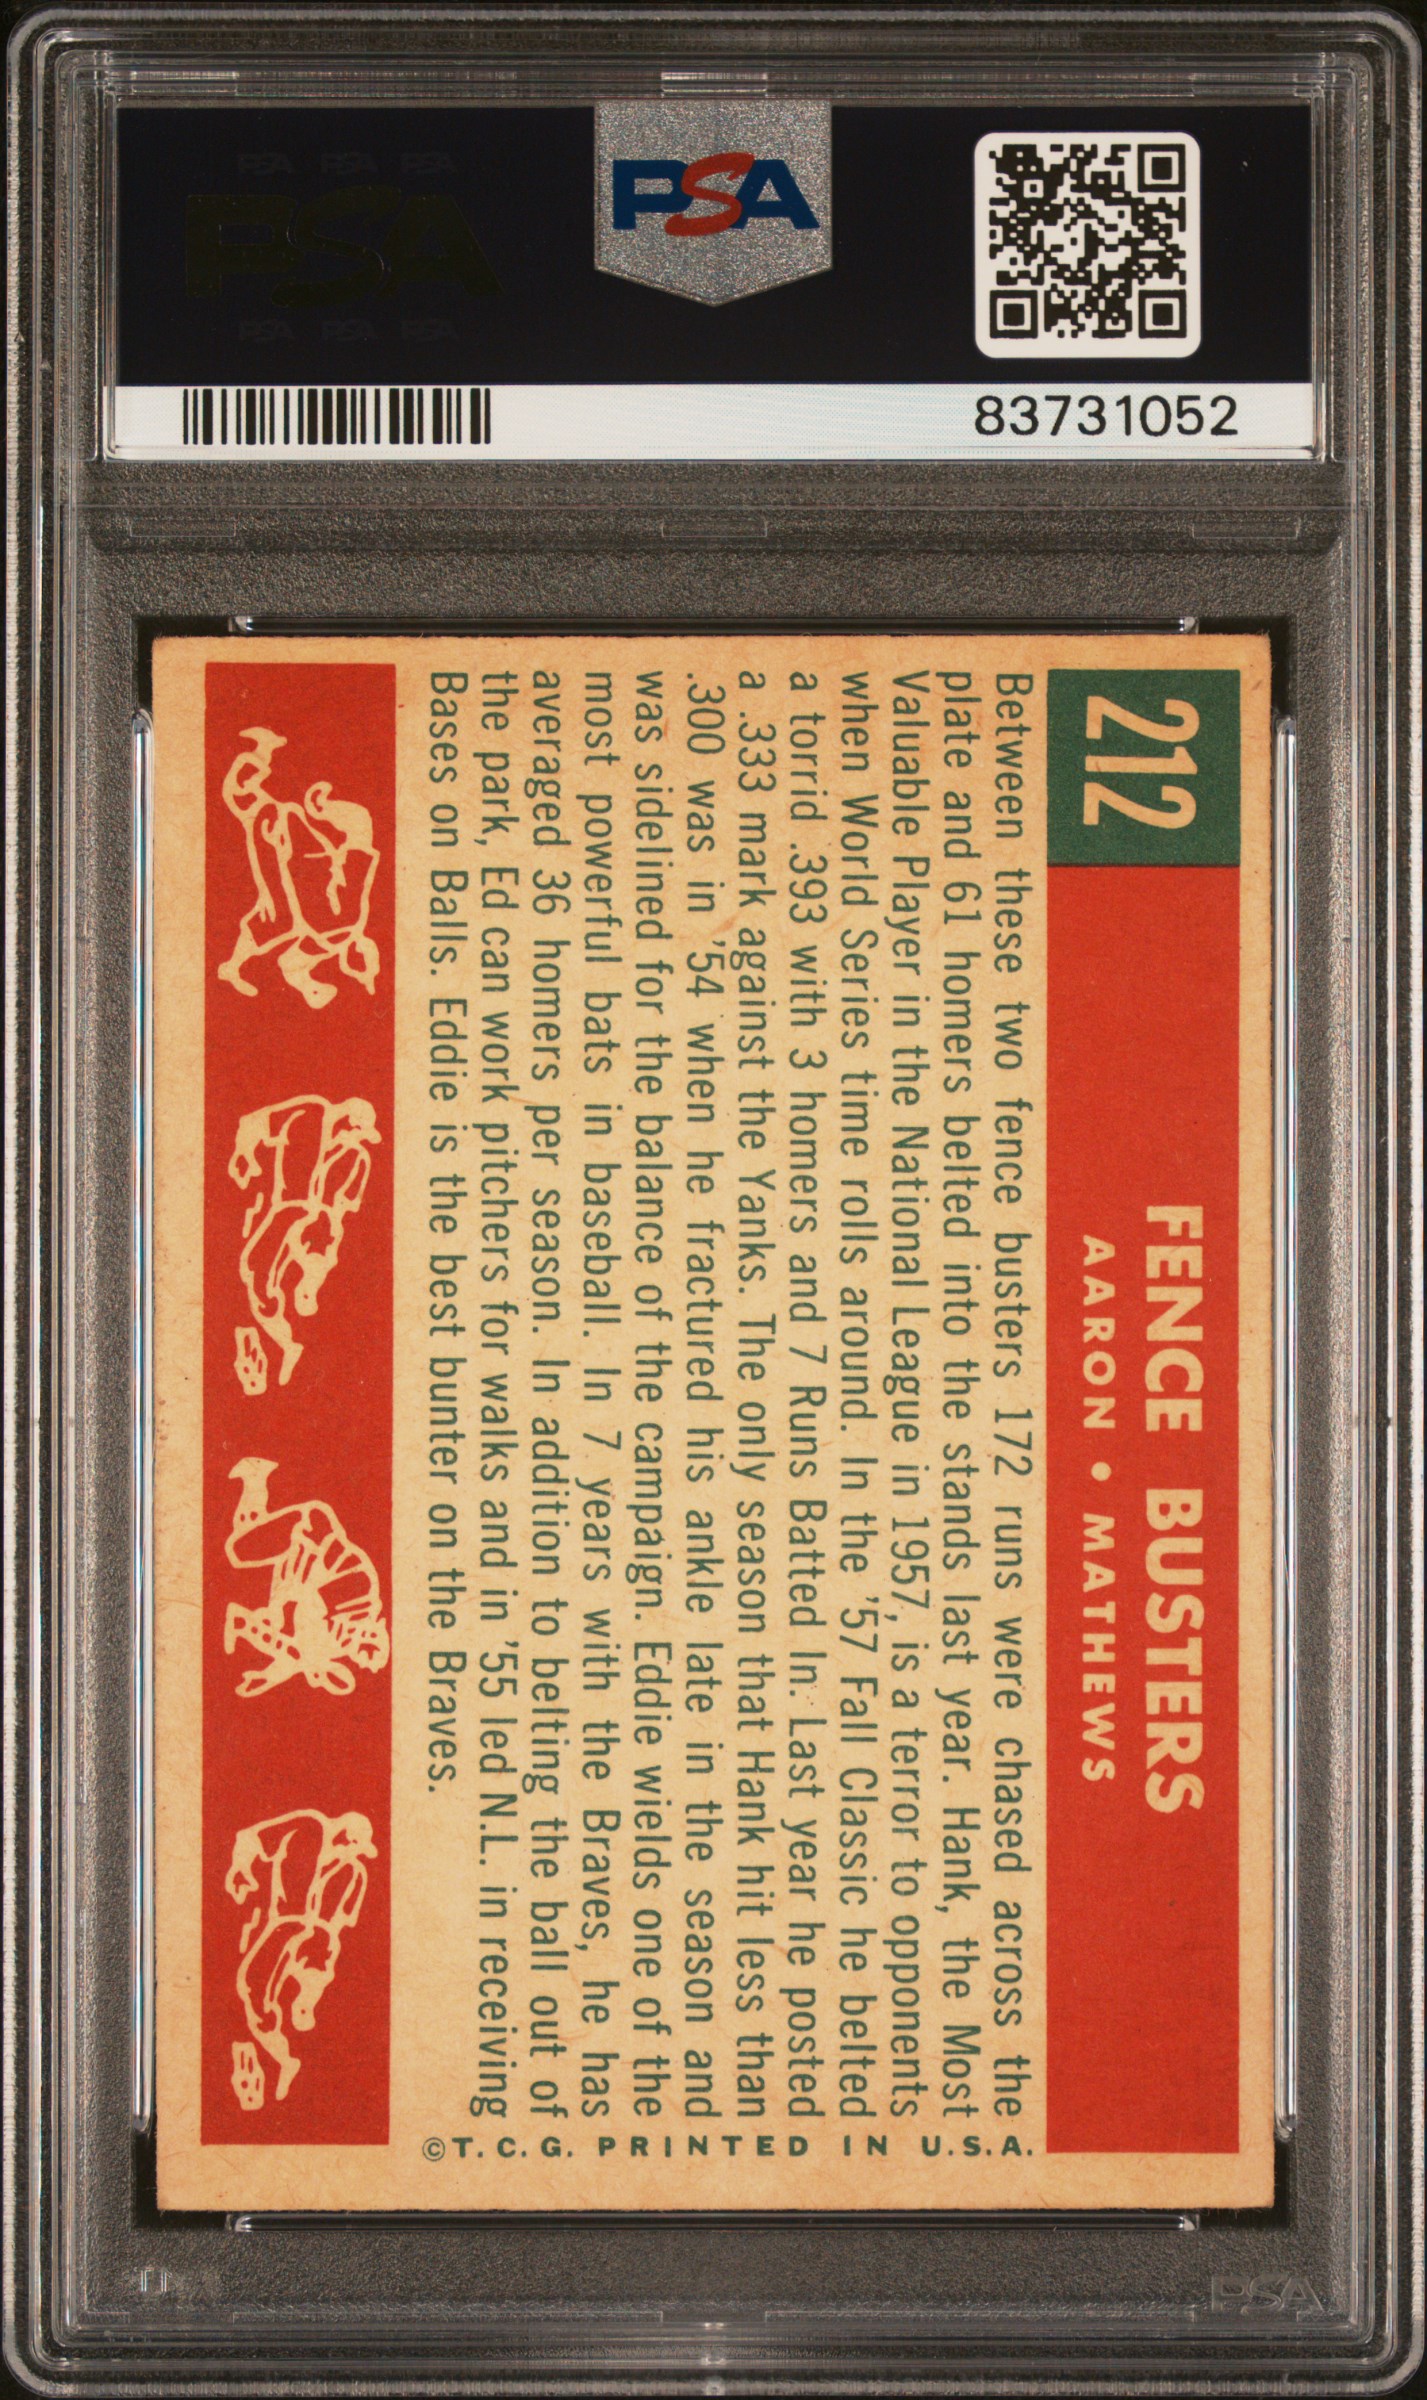 PSA PSA PSA
PSA
PSA PSA PSA
PSA
83731052
212
FENCE BUSTERS
AARON • MATHEWS
Between these two fence busters 172 runs were chased across the
plate and 61 homers belted into the stands last year. Hank, the Most
Valuable Player in the National League in 1957, is a terror to opponents
when World Series time rolls around. In the '57 Fall Classic he belted
a torrid .393 with 3 homers and 7 Runs Batted In. Last year he posted
a .333 mark against the Yanks. The only season that Hank hit less than
.300 was in '54 when he fractured his ankle late in the season and
was sidelined for the balance of the campaign. Eddie wields one of the
most powerful bats in baseball. In 7 years with the Braves, he has
averaged 36 homers per season. In addition to belting the ball out of
the park, Ed can work pitchers for walks and in '55 led N.L. in receiving
Bases on Balls. Eddie is the best bunter on the Braves.
©T. C. G. PRINTED IN U.S.A.
PSA